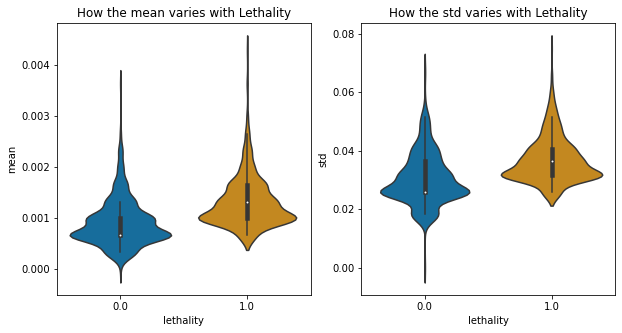 How the mean varies with Lethality
mean
0.004
0.003
0.002
0.001
0.000
0.0
1.0
lethality
How the std varies with Lethality
std
0.08
0.06
0.04
0.02
0.00
0.0
1.0
lethality